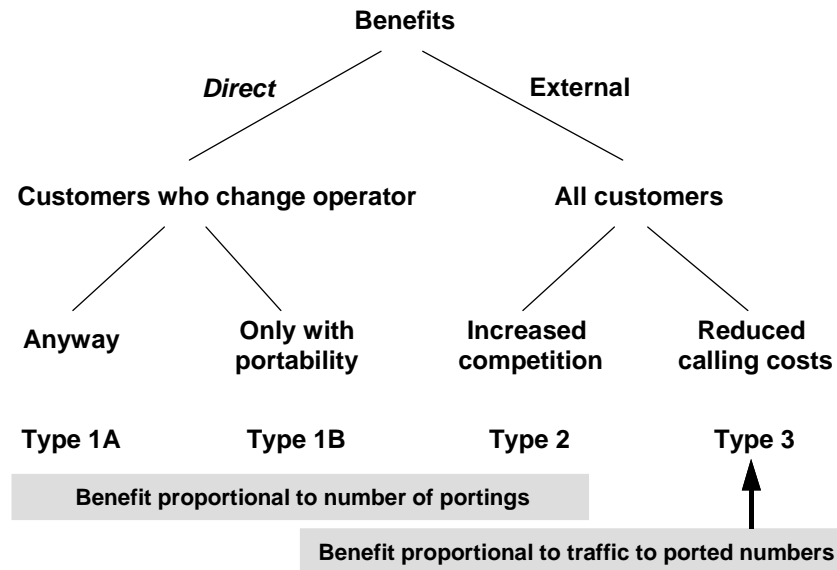 Benefits
Direct
External
Customers who change operator
All customers
Anyway
Only with
portability
Increased
competition
Reduced
calling costs
Type 1A
Type 1B
Type 2
Type 3
Benefit proportional to number of portings
Benefit proportional to traffic to ported numbers